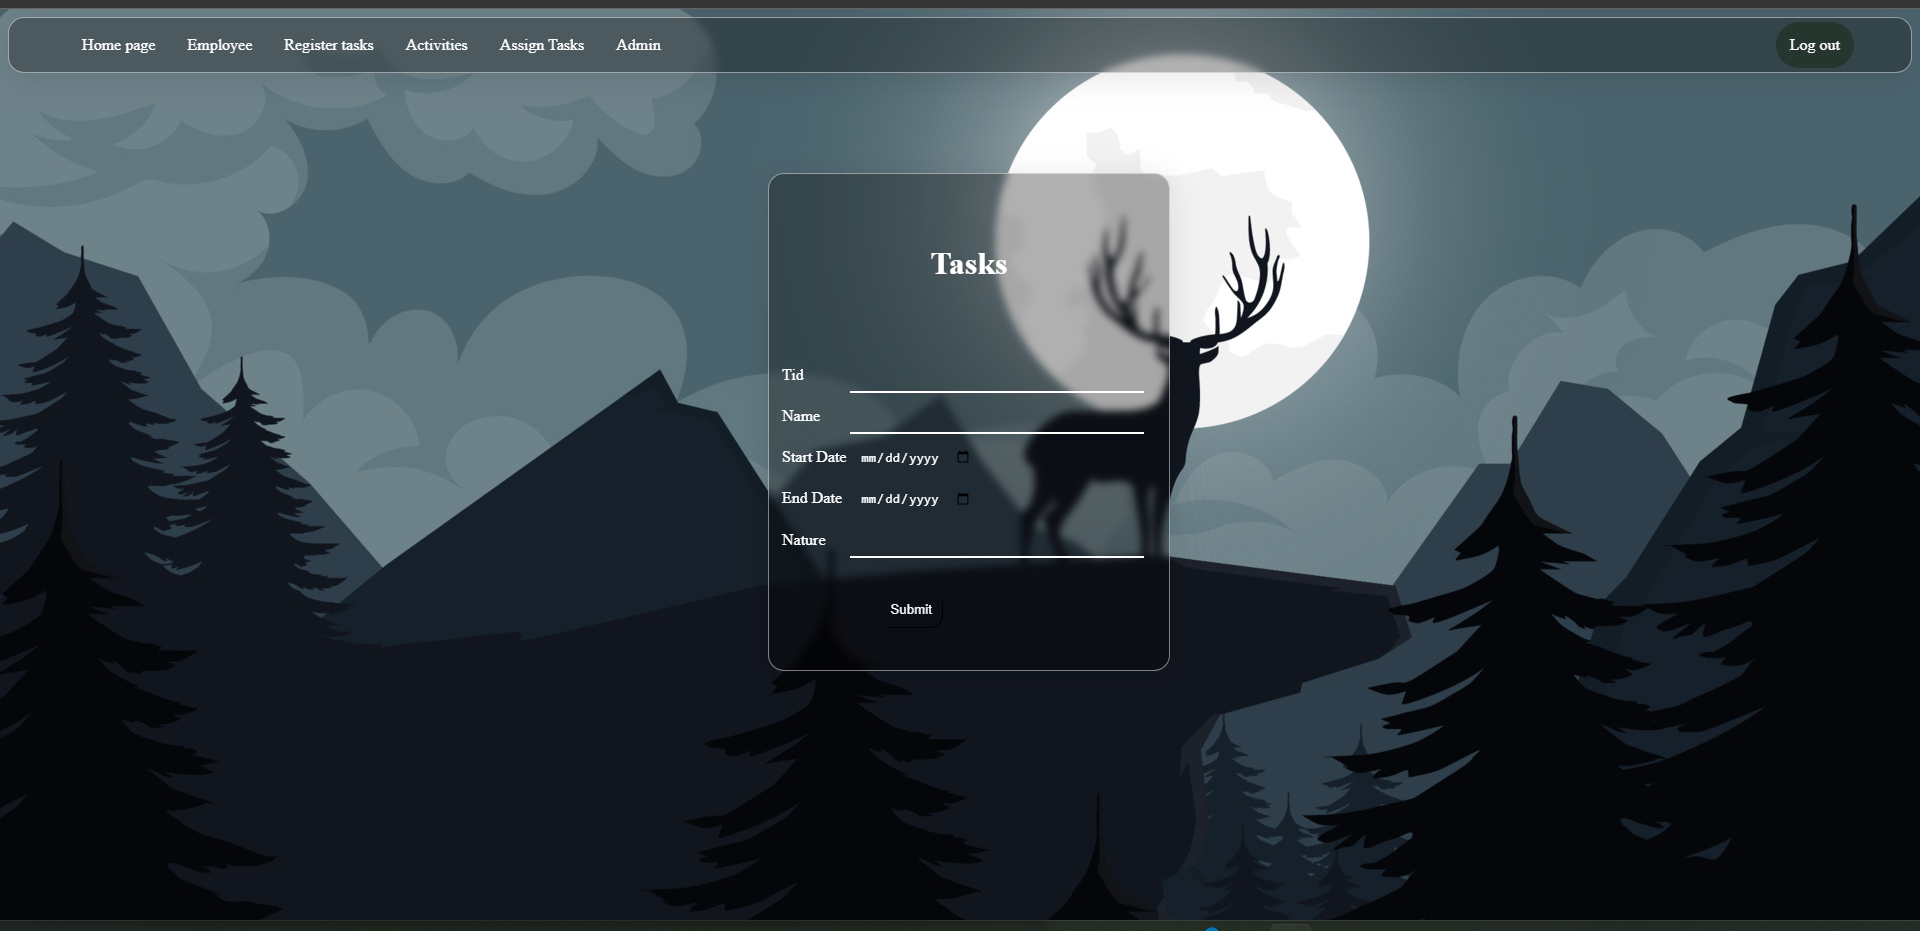 Home page Employee Register tasks Activities Assign Tasks Admin Log out
Tasks
Tid
Name
Start Date mm/dd/yyyy
End Date mm/dd/yyyy
Nature
Submit